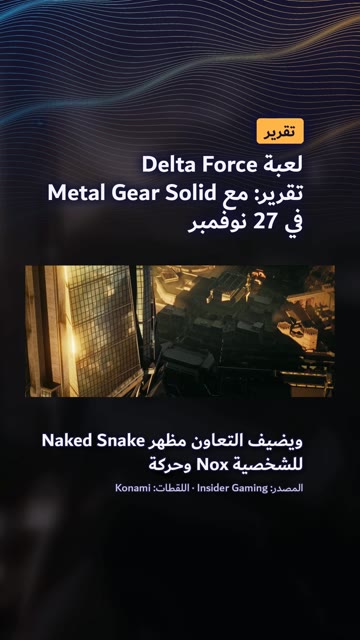 تقرير
لعبة Delta Force
تقرير: مع Metal Gear Solid
في 27 نوفمبر
ويضيف التعاون مظهر Naked Snake
للشخصية Nox وحركة
المصدر: Insider Gaming · اللقطات: Konami